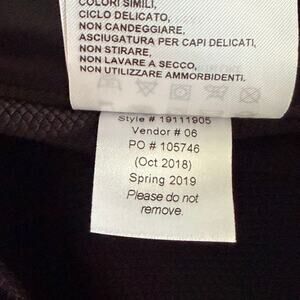 COLORI SIMILI,
CICLO DELICATO,
NON CANDEGGIARE,
ASCIUGATURA PER CAPI DELICATI,
NON STIRARE,
NON LAVARE A SECCO,
NON UTILIZZARE AMMORBIDENTI.
Style # 19111905
Vendor # 06
PO # 105746
(Oct 2018)
Spring 2019
Please do not
remove.